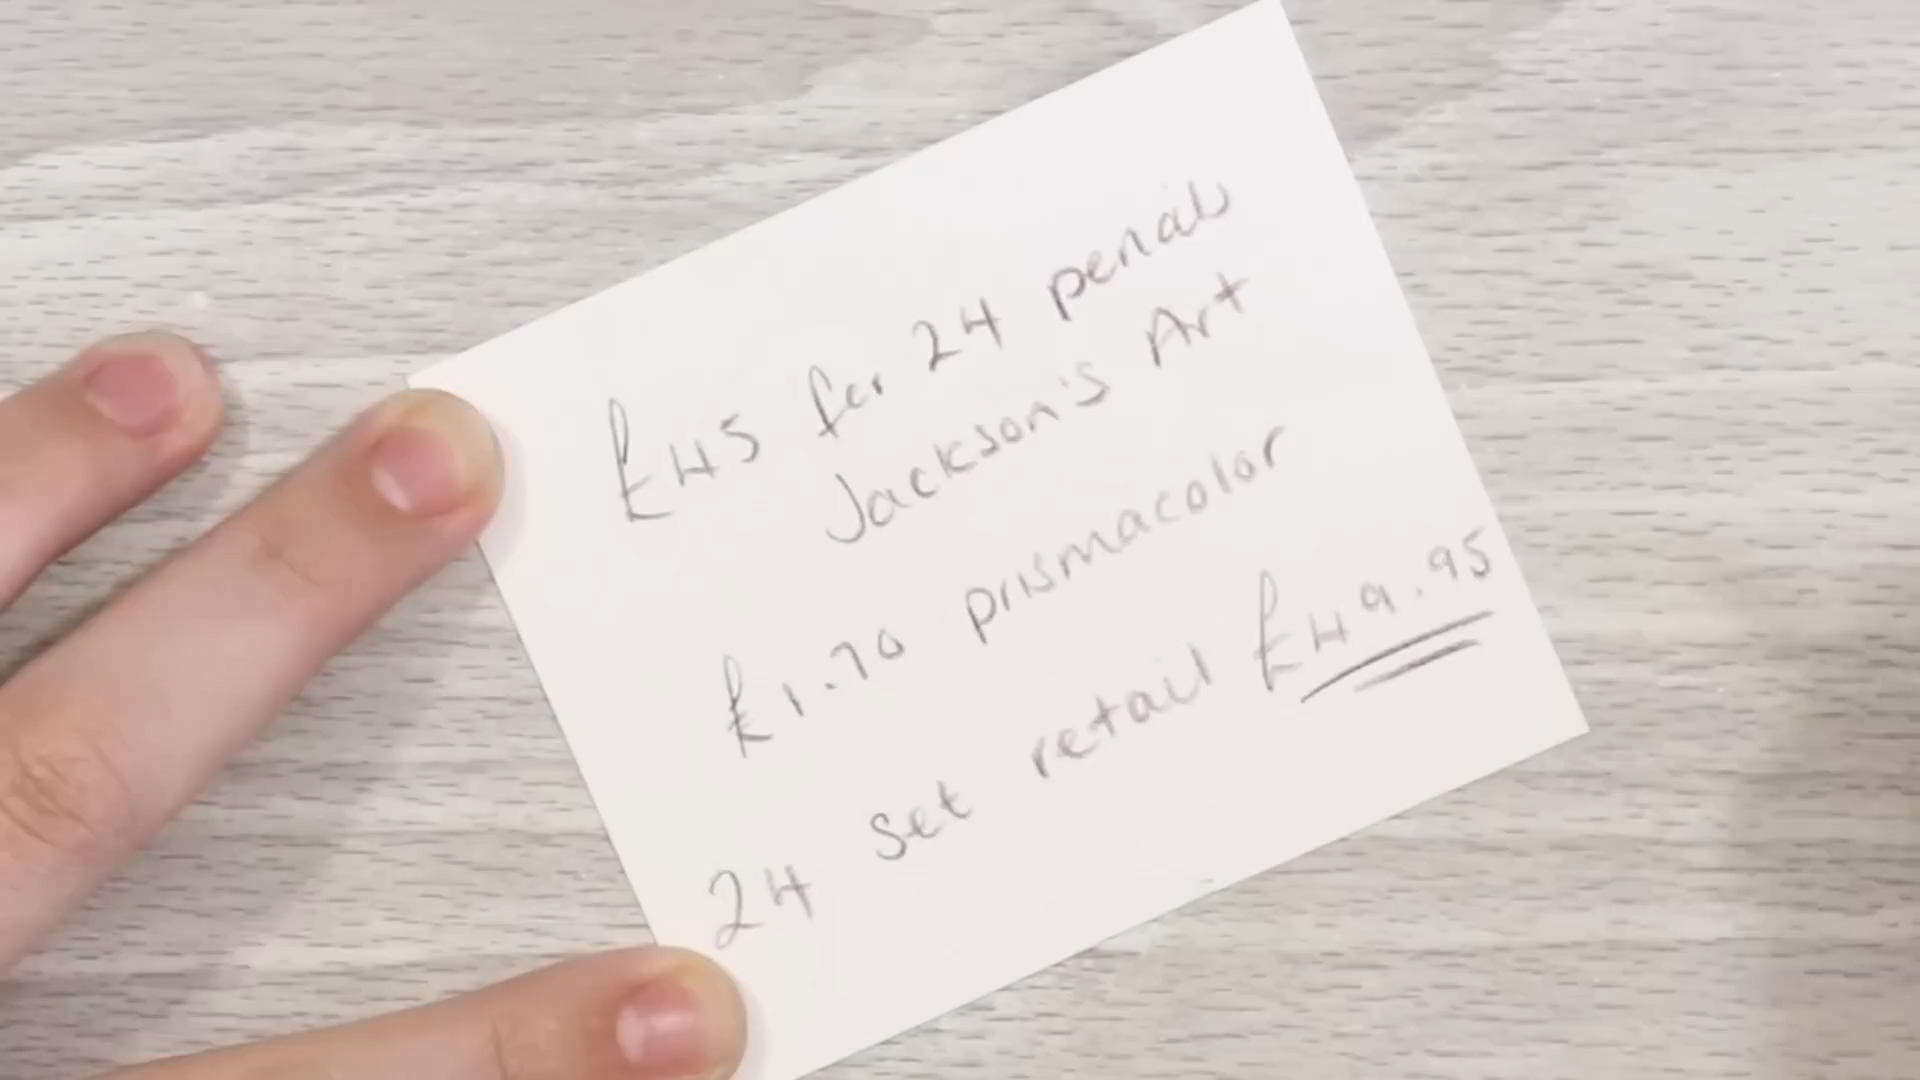 £45 for 24 pencils
Jackson's Art
£1.70 prismacolor
24 set retail £49.95